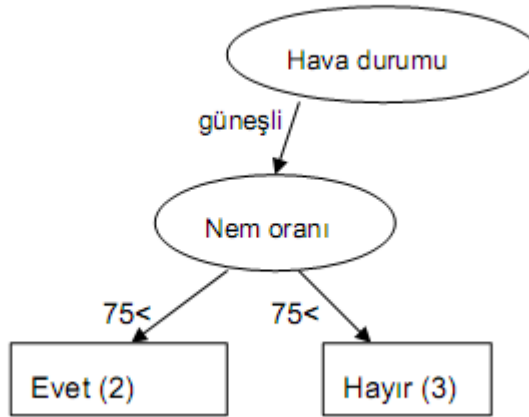 Hava durumu
güneşli
Nem oranı
75< 75<
Evet (2) Hayır (3)